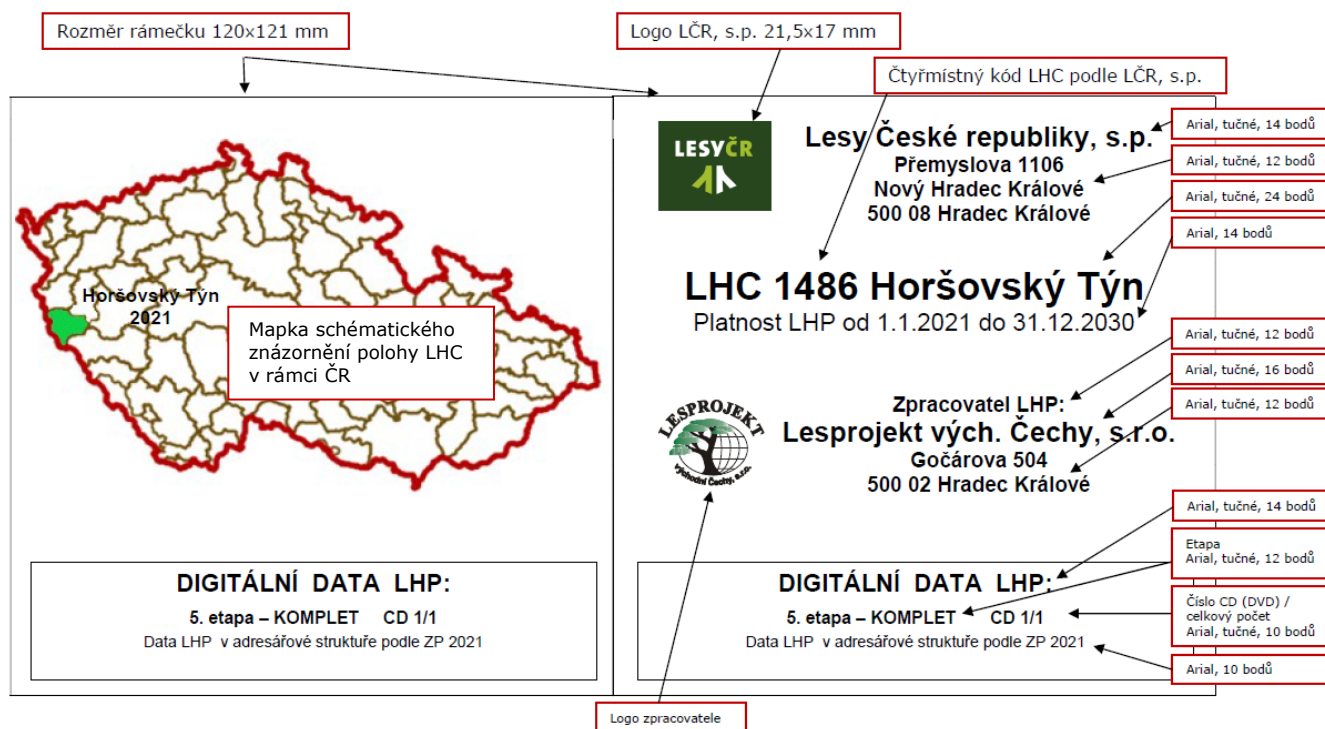 Rozměr rámečku 120×121 mm
Logo LČR, s.p. 21,5×17 mm
Čtyřmístný kód LHC podle LČR, s.p.
Horšovský Týn
2021
Mapka schématického
znázornění polohy LHC
v rámci ČR
DIGITÁLNÍ DATA LHP:
5. etapa – KOMPLET CD 1/1
Data LHP v adresářové struktuře podle ZP 2021
LESYČR
Lesy České republiky, s.p.
Přemyslova 1106
Nový Hradec Králové
500 08 Hradec Králové
LHC 1486 Horšovský Týn
Platnost LHP od 1.1.2021 do 31.12.2030
LESPROJEKT
východní Čechy, s.r.o.
Zpracovatel LHP:
Lesprojekt vých. Čechy, s.r.o.
Gočárova 504
500 02 Hradec Králové
DIGITÁLNÍ DATA LHP:
5. etapa – KOMPLET CD 1/1
Data LHP v adresářové struktuře podle ZP 2021
Arial, tučné, 14 bodů
Arial, tučné, 12 bodů
Arial, tučné, 24 bodů
Arial, 14 bodů
Arial, tučné, 12 bodů
Arial, tučné, 16 bodů
Arial, tučné, 12 bodů
Arial, tučné, 14 bodů
Etapa
Arial, tučné, 12 bodů
Číslo CD (DVD) /
celkový počet
Arial, tučné, 10 bodů
Arial, 10 bodů
Logo zpracovatele